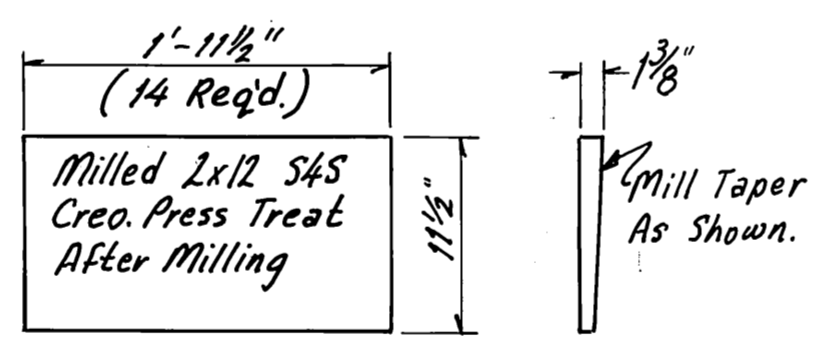 1'-11½"
(14 Req'd.)
1⅜"
Milled 2x12 S4S
Creo. Press Treat
After Milling
11½"
Mill Taper
As Shown.